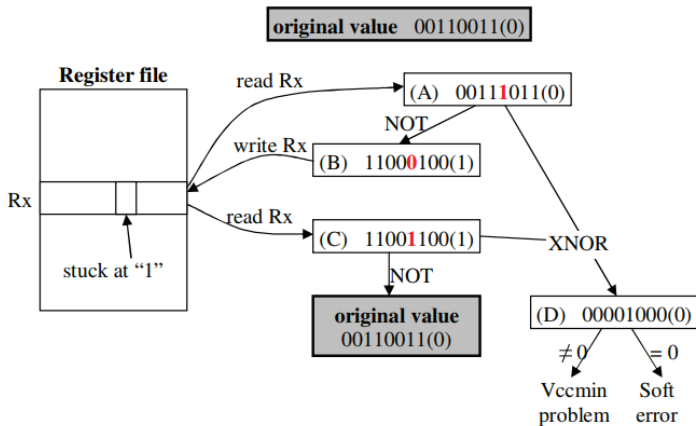 original value 00110011(0)
Register file
read Rx
(A) 00111011(0)
NOT
write Rx
(B) 11000100(1)
Rx
read Rx
(C) 11001100(1)
XNOR
stuck at “1”
NOT
original value
00110011(0)
(D) 00001000(0)
≠ 0
= 0
Vccmin
problem
Soft
error